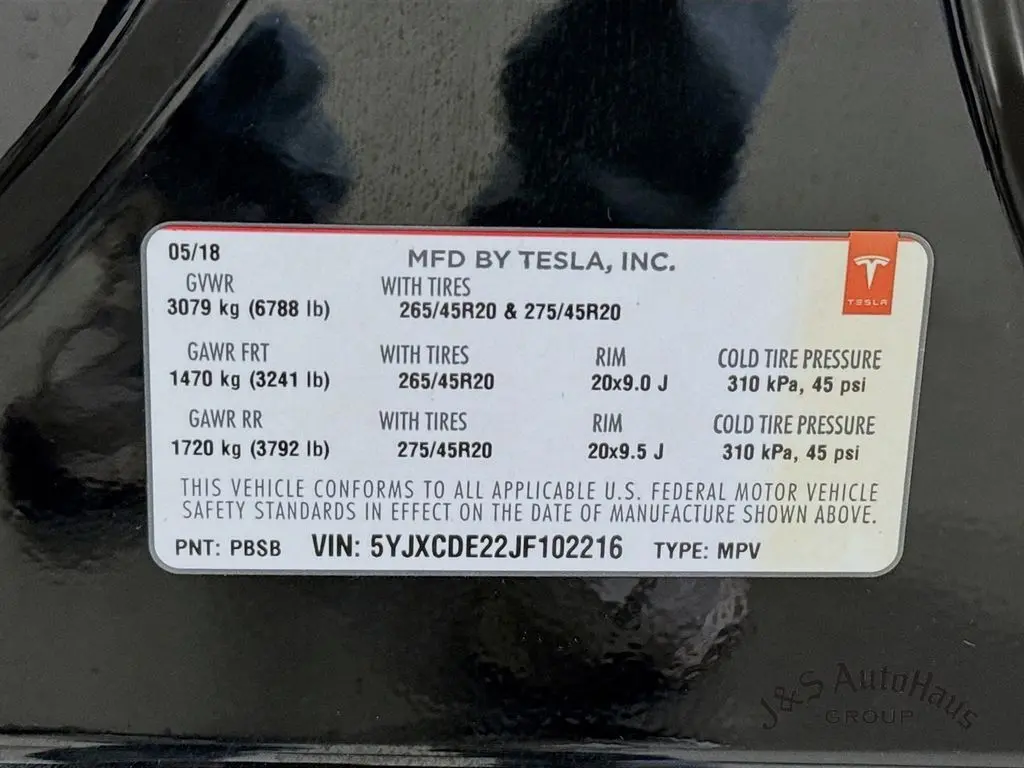 05/18 MFD BY TESLA, INC.
TESLA
GVWR WITH TIRES
3079 kg (6788 lb) 265/45R20 & 275/45R20
GAWR FRT WITH TIRES RIM COLD TIRE PRESSURE
1470 kg (3241 lb) 265/45R20 20x9.0 J 310 kPa, 45 psi
GAWR RR WITH TIRES RIM COLD TIRE PRESSURE
1720 kg (3792 lb) 275/45R20 20x9.5 J 310 kPa, 45 psi
THIS VEHICLE CONFORMS TO ALL APPLICABLE U.S. FEDERAL MOTOR VEHICLE
SAFETY STANDARDS IN EFFECT ON THE DATE OF MANUFACTURE SHOWN ABOVE.
PNT: PBSB VIN: 5YJXCDE22JF102216 TYPE: MPV
J&S AutoHaus
GROUP